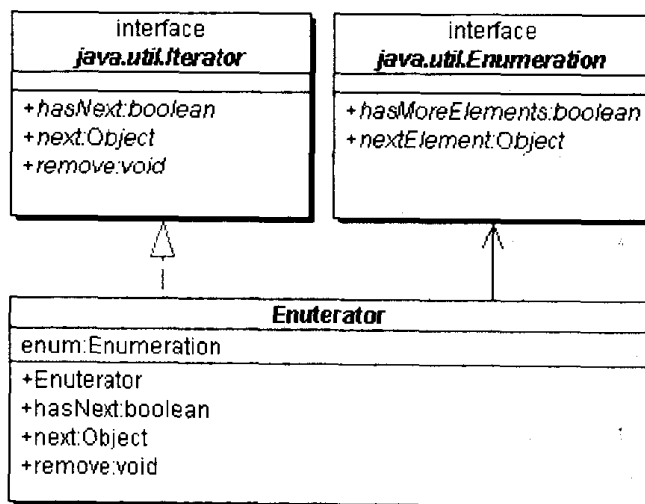 interface
java.util.Iterator
+hasNext:boolean
+next:Object
+remove:void
interface
java.util.Enumeration
+hasMoreElements:boolean
+nextElement:Object
Enuterator
enum:Enumeration
+Enuterator
+hasNext:boolean
+next:Object
+remove:void